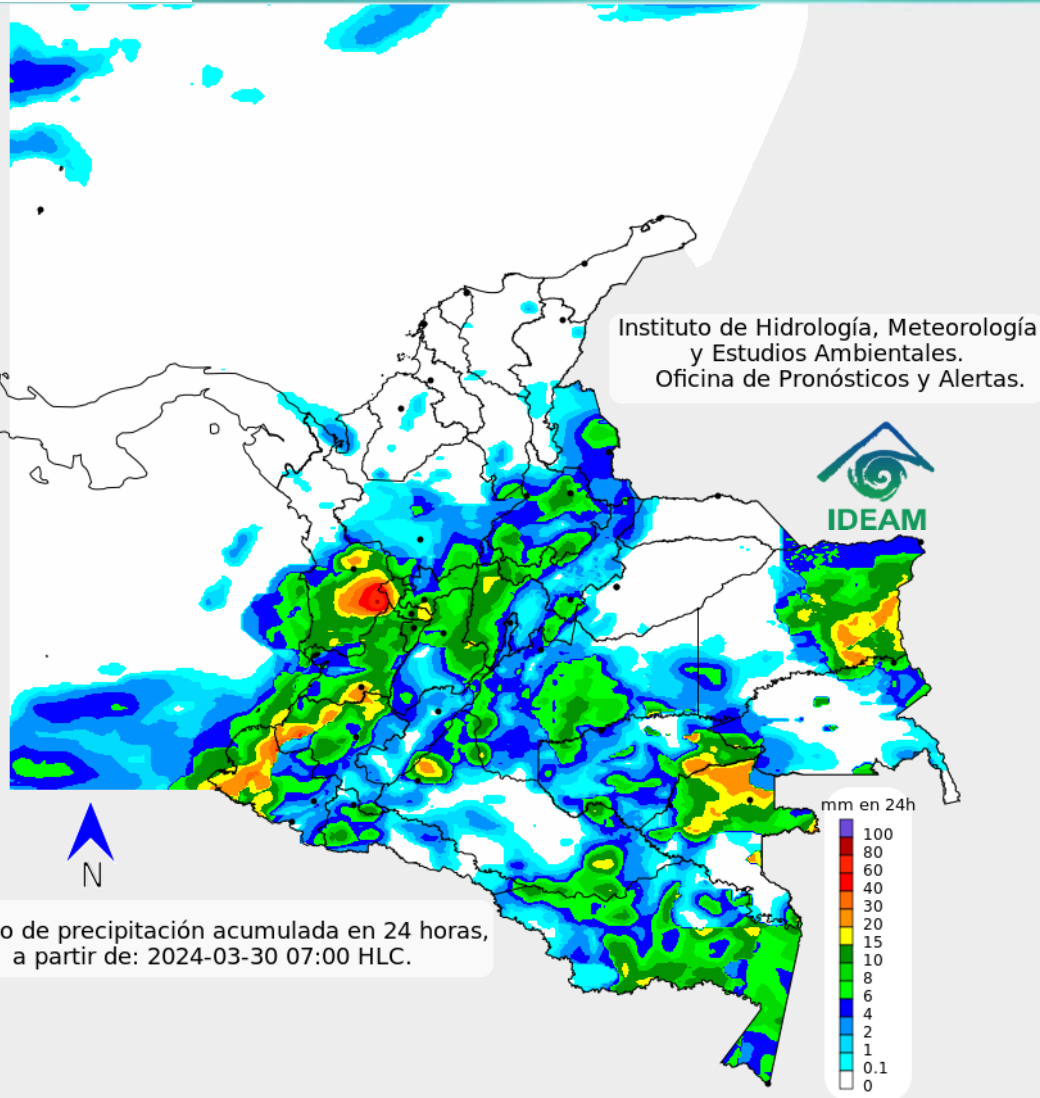 Instituto de Hidrología, Meteorología
y Estudios Ambientales.
Oficina de Pronósticos y Alertas.
IDEAM
mm en 24h
100
80
60
40
30
20
15
10
8
6
4
2
1
0.1
0
N
o de precipitación acumulada en 24 horas,
a partir de: 2024-03-30 07:00 HLC.